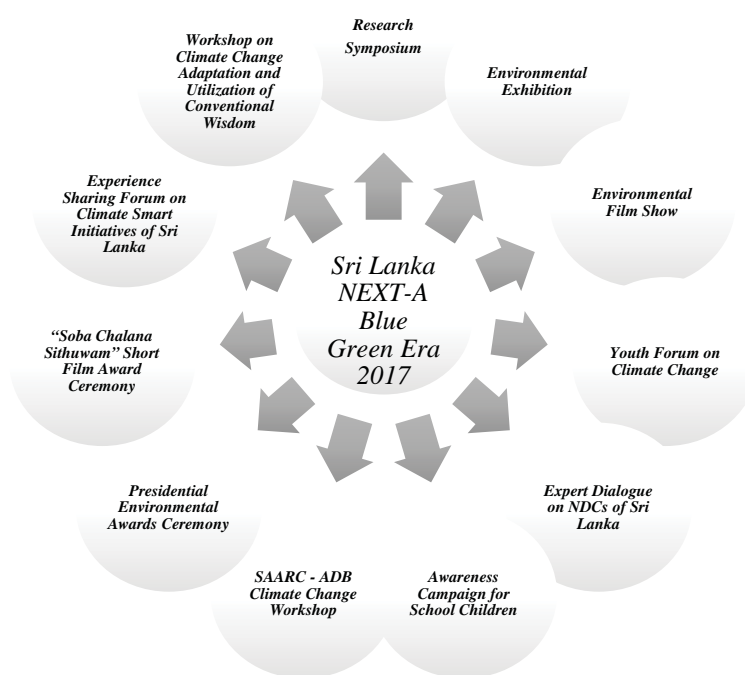 Research
Symposium
Environmental
Exhibition
Environmental
Film Show
Youth Forum on
Climate Change
Expert Dialogue
on NDCs of Sri
Lanka
Awareness
Campaign for
School Children
SAARC - ADB
Climate Change
Workshop
Presidential
Environmental
Awards Ceremony
“Soba Chalana
Sithuwam” Short
Film Award
Ceremony
Experience
Sharing Forum on
Climate Smart
Initiatives of Sri
Lanka
Workshop on
Climate Change
Adaptation and
Utilization of
Conventional
Wisdom
Sri Lanka
NEXT-A
Blue
Green Era
2017